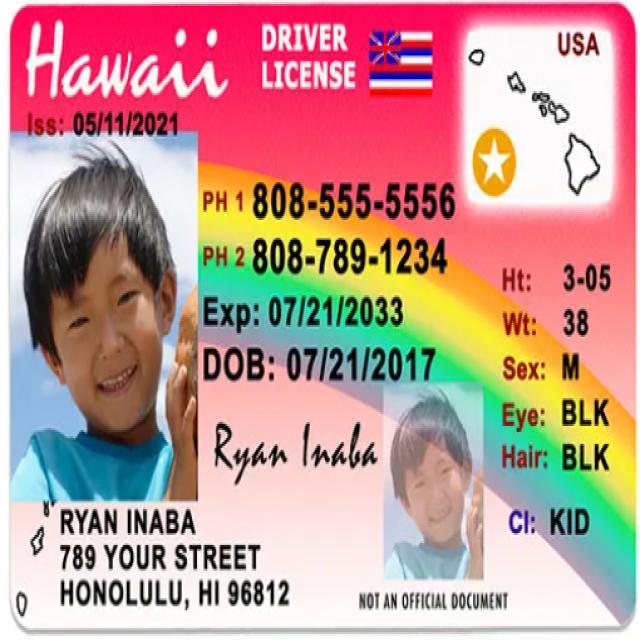 Hawaii
DRIVER
LICENSE
USA
Iss: 05/11/2021
PH 1 808-555-5556
PH 2 808-789-1234
Exp: 07/21/2033
DOB: 07/21/2017
Ht: 3-05
Wt: 38
Sex: M
Eye: BLK
Hair: BLK
Cl: KID
Ryan Inaba
RYAN INABA
789 YOUR STREET
HONOLULU, HI 96812
NOT AN OFFICIAL DOCUMENT